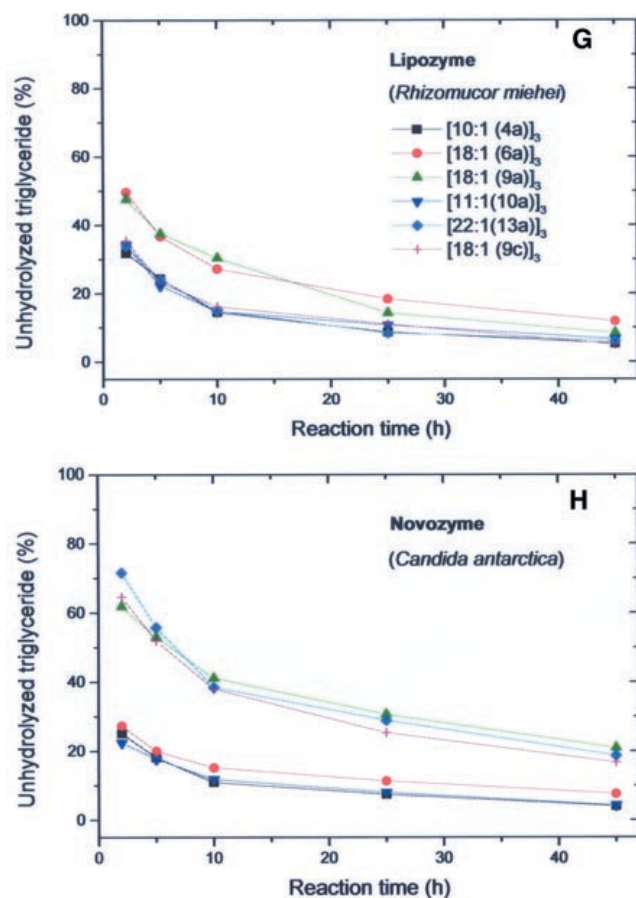 G
Lipozyme
(Rhizomucor miehei)
[10:1 (4a)]3
[18:1 (6a)]3
[18:1 (9a)]3
[11:1(10a)]3
[22:1(13a)]3
[18:1 (9c)]3
Unhydrolyzed triglyceride (%)
100
80
60
40
20
0
0 10 20 30 40
Reaction time (h)
H
Novozyme
(Candida antarctica)
Unhydrolyzed triglyceride (%)
100
80
60
40
20
0
0 10 20 30 40
Reaction time (h)